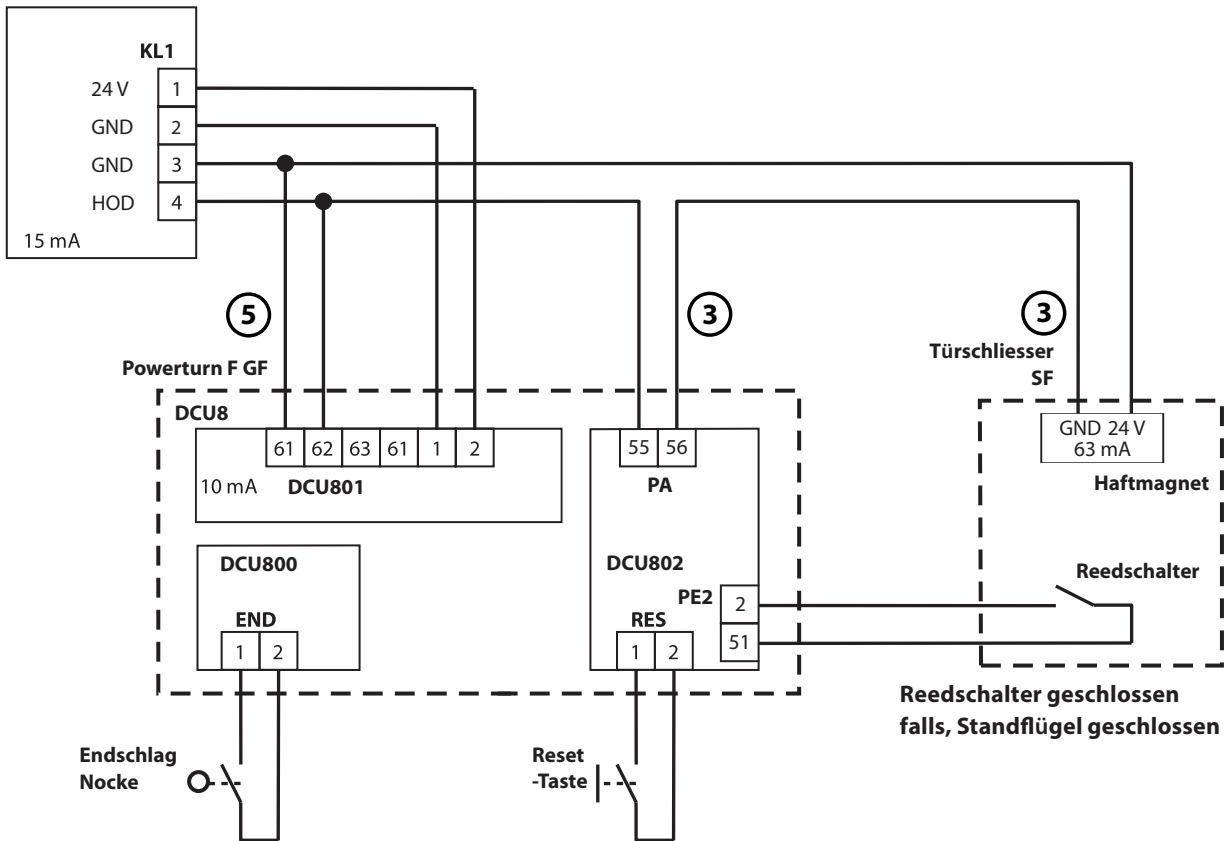 KL1
24 V 1
GND 2
GND 3
HOD 4
15 mA
5
3
3
Powerturn F GF
Türschliesser
SF
DCU8
61 62 63 61 1 2
10 mA DCU801
55 56
PA
GND 24 V
63 mA
Haftmagnet
DCU800
END
1 2
DCU802
PE2 2
51
RES
1 2
Reedschalter
Reedschalter geschlossen
falls, Standflügel geschlossen
Endschlag
Nocke
Reset
-Taste